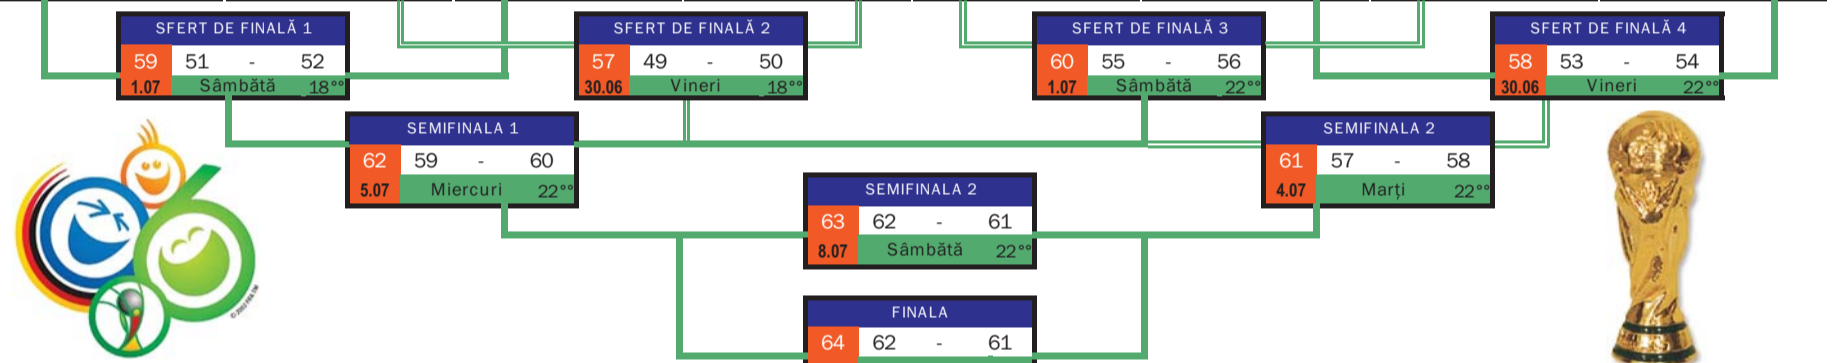 SFERT DE FINALĂ 1
59 51 - 52
1.07 Sâmbătă 18°°
SFERT DE FINALĂ 2
57 49 - 50
30.06 Vineri 18°°
SFERT DE FINALĂ 3
60 55 - 56
1.07 Sâmbătă 22°°
SFERT DE FINALĂ 4
58 53 - 54
30.06 Vineri 22°°
SEMIFINALA 1
62 59 - 60
5.07 Miercuri 22°°
SEMIFINALA 2
61 57 - 58
4.07 Marți 22°°
SEMIFINALA 2
63 62 - 61
8.07 Sâmbătă 22°°
FINALA
64 62 - 61